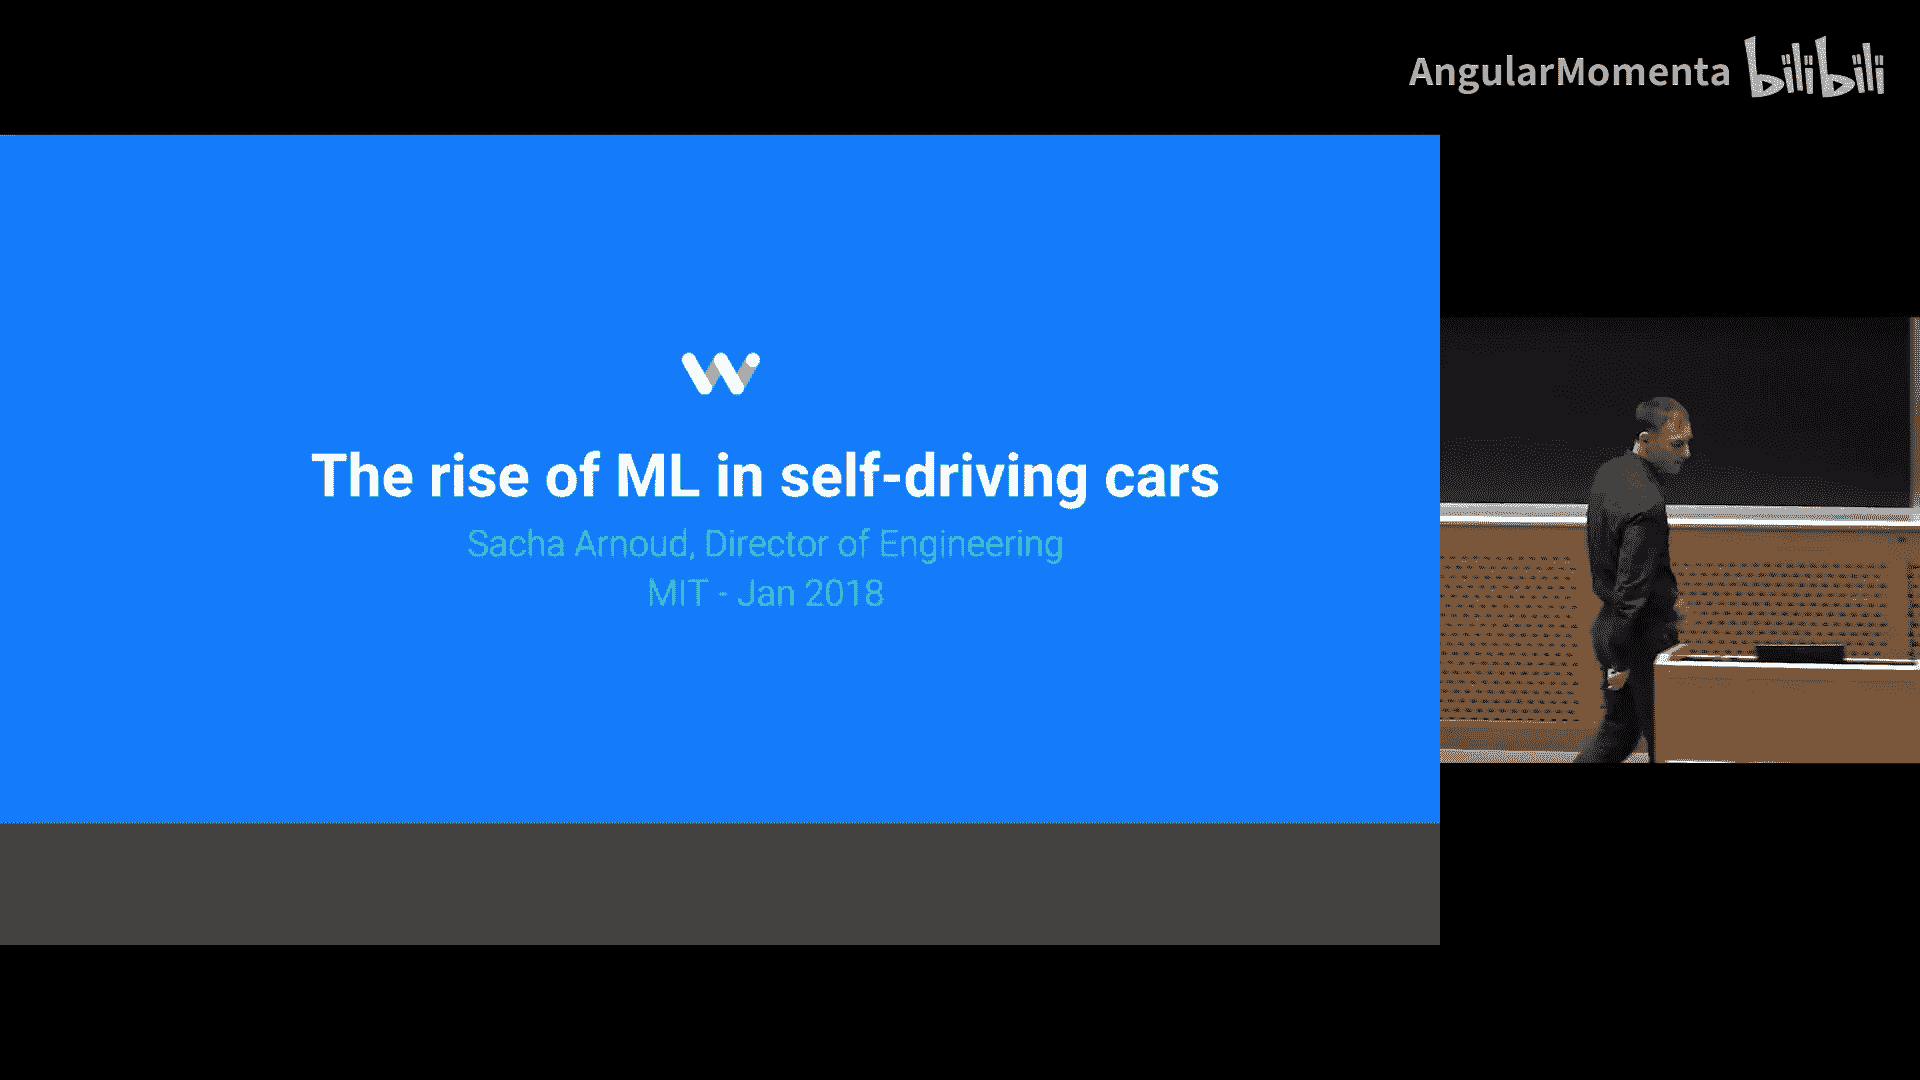 AngularMomenta bilibili
The rise of ML in self-driving cars
Sacha Arnoud, Director of Engineering
MIT - Jan 2018